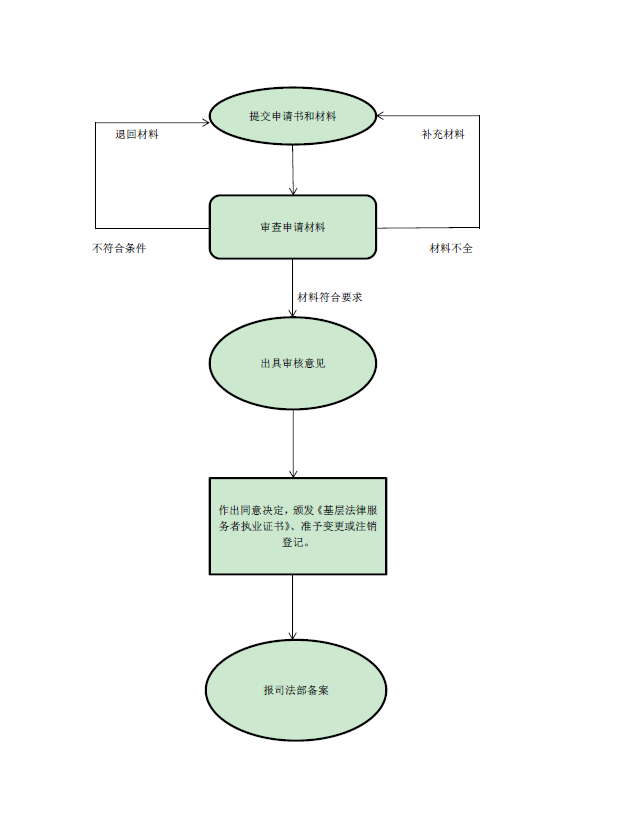 提交申请书和材料
退回材料
补充材料
审查申请材料
不符合条件
材料不全
材料符合要求
出具审核意见
作出同意决定，颁发《基层法律服
务者执业证书》、准予变更或注销
登记。
报司法部备案